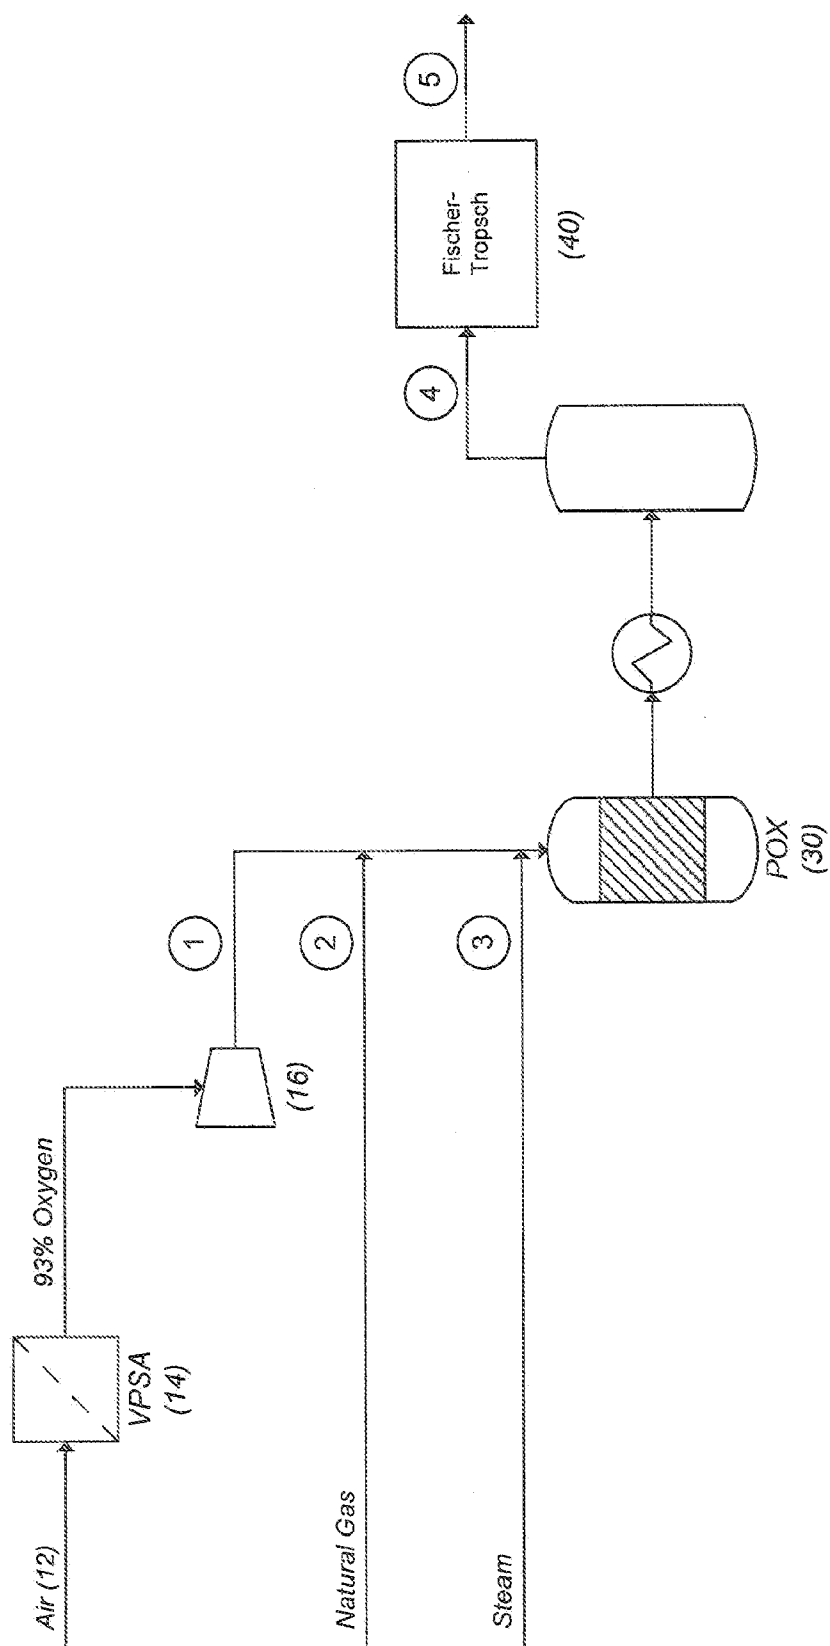 Air (12)
VPSA
(14)
93% Oxygen
(16)
1
Natural Gas
2
Steam
3
POX
(30)
4
Fischer-
Tropsch
(40)
5